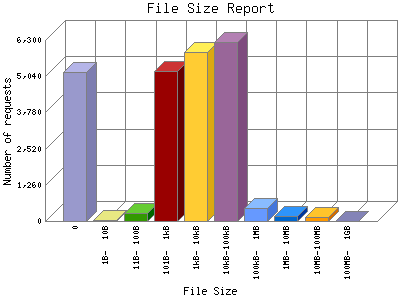 File Size Report
Number of requests
6,300
5,040
3,780
2,520
1,260
0
0
1B- 10B
11B- 100B
101B- 1kB
1kB- 10kB
10kB-100kB
100kB- 1MB
1MB- 10MB
10MB-100MB
100MB- 1GB
File Size